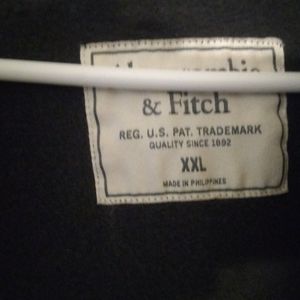 & Fitch
REG. U.S. PAT. TRADEMARK
QUALITY SINCE 1892
XXL
MADE IN PHILIPPINES